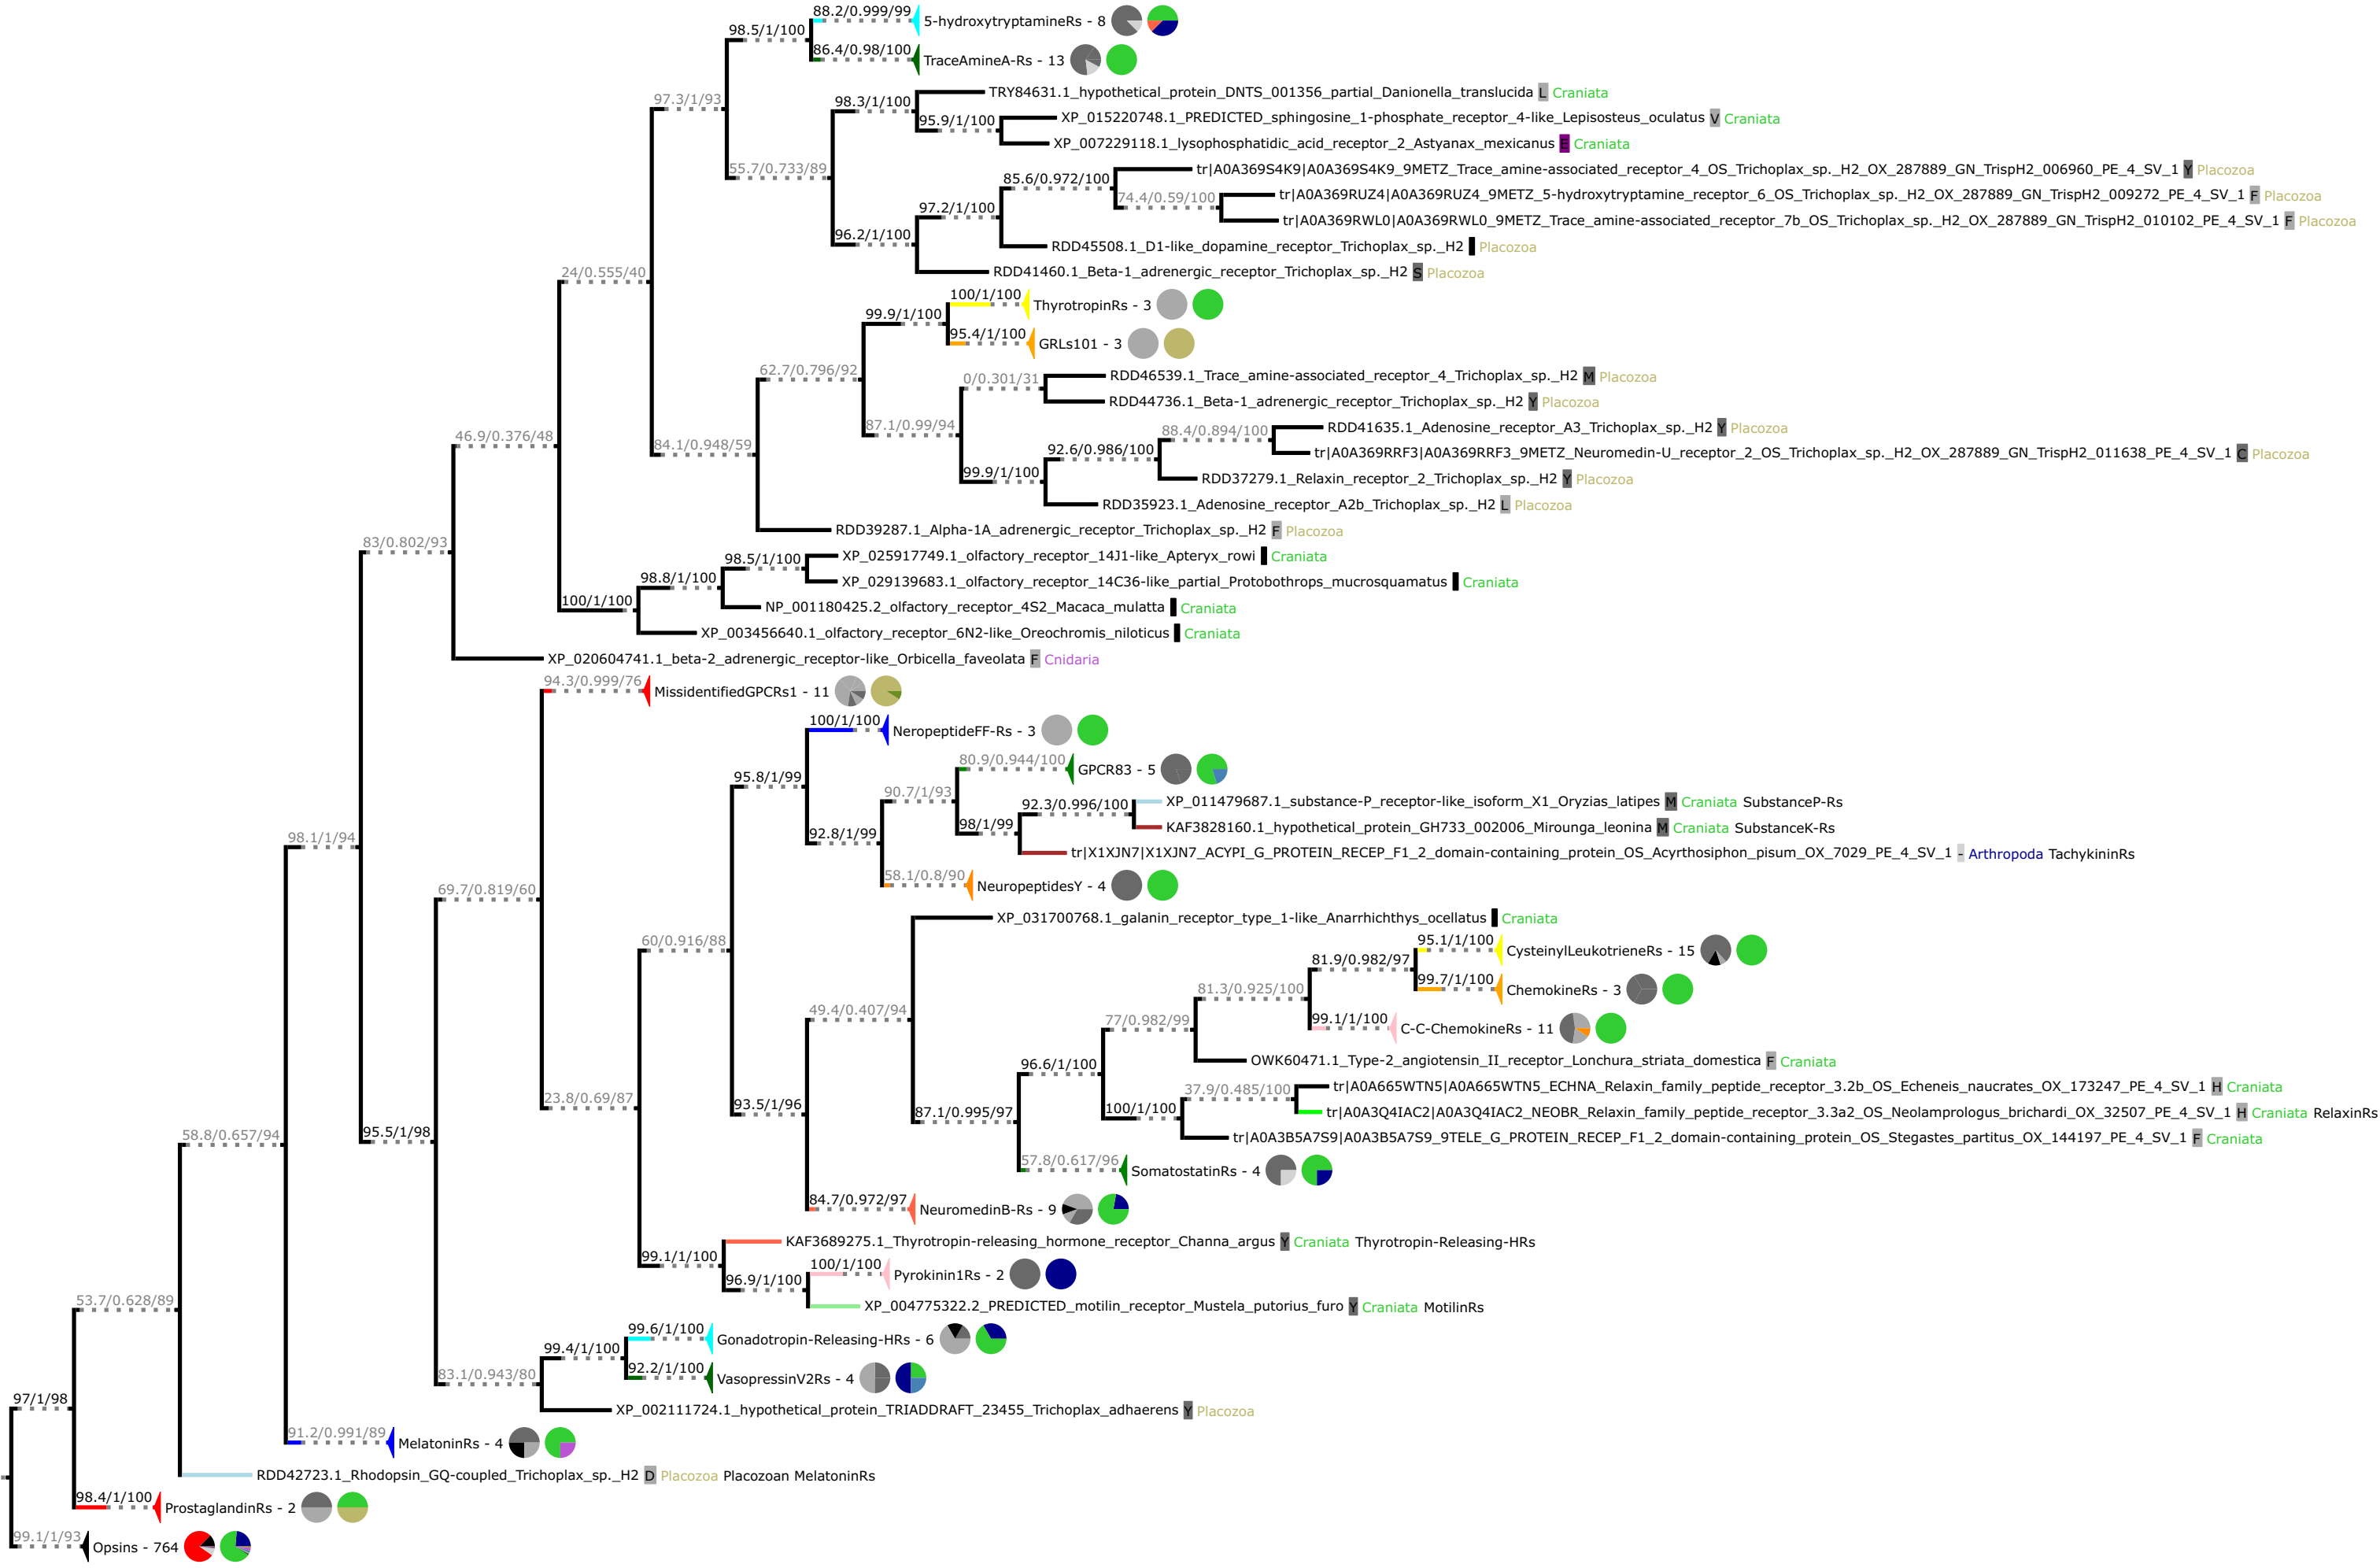 88.2/0.999/99
5-hydroxytryptamineRs - 8
98.5/1/100
86.4/0.98/100
TraceAmineA-Rs - 13
97.3/1/93
98.3/1/100
TRY84631.1_hypothetical_protein_DNTS_001356_partial_Danionella_translucida L Craniata
95.9/1/100
XP_015220748.1_PREDICTED_sphingosine_1-phosphate_receptor_4-like_Lepisosteus_oculatus V Craniata
XP_007229118.1_lysophosphatidic_acid_receptor_2_Astyanax_mexicanus E Craniata
55.7/0.733/89
85.6/0.972/100
tr|A0A369S4K9|A0A369S4K9_9METZ_Trace_amine-associated_receptor_4_OS_Trichoplax_sp._H2_OX_287889_GN_TrispH2_006960_PE_4_SV_1 Y Placozoa
74.4/0.59/100
tr|A0A369RUZ4|A0A369RUZ4_9METZ_5-hydroxytryptamine_receptor_6_OS_Trichoplax_sp._H2_OX_287889_GN_TrispH2_009272_PE_4_SV_1 F Placozoa
97.2/1/100
tr|A0A369RWL0|A0A369RWL0_9METZ_Trace_amine-associated_receptor_7b_OS_Trichoplax_sp._H2_OX_287889_GN_TrispH2_010102_PE_4_SV_1 F Placozoa
96.2/1/100
RDD45508.1_D1-like_dopamine_receptor_Trichoplax_sp._H2 Placozoa
RDD41460.1_Beta-1_adrenergic_receptor_Trichoplax_sp._H2 S Placozoa
24/0.555/40
100/1/100
ThyrotropinRs - 3
99.9/1/100
95.4/1/100
GRLs101 - 3
62.7/0.796/92
0/0.301/31
RDD46539.1_Trace_amine-associated_receptor_4_Trichoplax_sp._H2 M Placozoa
RDD44736.1_Beta-1_adrenergic_receptor_Trichoplax_sp._H2 Y Placozoa
87.1/0.99/94
88.4/0.894/100
RDD41635.1_Adenosine_receptor_A3_Trichoplax_sp._H2 Y Placozoa
46.9/0.376/48
84.1/0.948/59
92.6/0.986/100
tr|A0A369RRF3|A0A369RRF3_9METZ_Neuromedin-U_receptor_2_OS_Trichoplax_sp._H2_OX_287889_GN_TrispH2_011638_PE_4_SV_1 C Placozoa
99.9/1/100
RDD37279.1_Relaxin_receptor_2_Trichoplax_sp._H2 Y Placozoa
RDD35923.1_Adenosine_receptor_A2b_Trichoplax_sp._H2 L Placozoa
RDD39287.1_Alpha-1A_adrenergic_receptor_Trichoplax_sp._H2 F Placozoa
83/0.802/93
98.5/1/100
XP_025917749.1_olfactory_receptor_14J1-like_Apteryx_rowi Craniata
98.8/1/100
XP_029139683.1_olfactory_receptor_14C36-like_partial_Protobothrops_mucrosquamatus Craniata
100/1/100
NP_001180425.2_olfactory_receptor_4S2_Macaca_mulatta Craniata
XP_003456640.1_olfactory_receptor_6N2-like_Oreochromis_niloticus Craniata
XP_020604741.1_beta-2_adrenergic_receptor-like_Orbicella_faveolata F Cnidaria
94.3/0.999/76
MissidentifiedGPCRs1 - 11
100/1/100
NeropeptideFF-Rs - 3
80.9/0.944/100
GPCR83 - 5
95.8/1/99
90.7/1/93
92.3/0.996/100
XP_011479687.1_substance-P_receptor-like_isoform_X1_Oryzias_latipes M Craniata SubstanceP-Rs
98/1/99
KAF3828160.1_hypothetical_protein_GH733_002006_Mirounga_leonina M Craniata SubstanceK-Rs
92.8/1/99
98.1/1/94
tr|X1XJN7|X1XJN7_ACYPI_G_PROTEIN_RECEP_F1_2_domain-containing_protein_OS_Acyrthosiphon_pisum_OX_7029_PE_4_SV_1 - Arthropoda TachykininRs
69.7/0.819/60
58.1/0.8/90
NeuropeptidesY - 4
XP_031700768.1_galanin_receptor_type_1-like_Anarrhichthys_ocellatus Craniata
60/0.916/88
95.1/1/100
CysteinylLeukotrieneRs - 15
81.9/0.982/97
99.7/1/100
ChemokineRs - 3
81.3/0.925/100
49.4/0.407/94
77/0.982/99
99.1/1/100
C-C-ChemokineRs - 11
OWK60471.1_Type-2_angiotensin_II_receptor_Lonchura_striata_domestica F Craniata
96.6/1/100
37.9/0.485/100
tr|A0A665WTN5|A0A665WTN5_ECHNA_Relaxin_family_peptide_receptor_3.2b_OS_Echeneis_naucrates_OX_173247_PE_4_SV_1 H Craniata
23.8/0.69/87
93.5/1/96
87.1/0.995/97
100/1/100
tr|A0A3Q4IAC2|A0A3Q4IAC2_NEOBR_Relaxin_family_peptide_receptor_3.3a2_OS_Neolamprologus_brichardi_OX_32507_PE_4_SV_1 H Craniata RelaxinRs
95.5/1/98
58.8/0.657/94
tr|A0A3B5A7S9|A0A3B5A7S9_9TELE_G_PROTEIN_RECEP_F1_2_domain-containing_protein_OS_Stegastes_partitus_OX_144197_PE_4_SV_1 F Craniata
57.8/0.617/96
SomatostatinRs - 4
84.7/0.972/97
NeuromedinB-Rs - 9
KAF3689275.1_Thyrotropin-releasing_hormone_receptor_Channa_argus Y Craniata Thyrotropin-Releasing-HRs
99.1/1/100
100/1/100
Pyrokinin1Rs - 2
96.9/1/100
53.7/0.628/89
XP_004775322.2_PREDICTED_motilin_receptor_Mustela_putorius_furo Y Craniata MotilinRs
99.6/1/100
Gonadotropin-Releasing-HRs - 6
99.4/1/100
92.2/1/100
VasopressinV2Rs - 4
83.1/0.943/80
97/1/98
XP_002111724.1_hypothetical_protein_TRIADDRAFT_23455_Trichoplax_adhaerens Y Placozoa
91.2/0.991/89
MelatoninRs - 4
RDD42723.1_Rhodopsin_GQ-coupled_Trichoplax_sp._H2 D Placozoa Placozoan MelatoninRs
98.4/1/100
ProstaglandinRs - 2
99.1/1/93
Opsins - 764